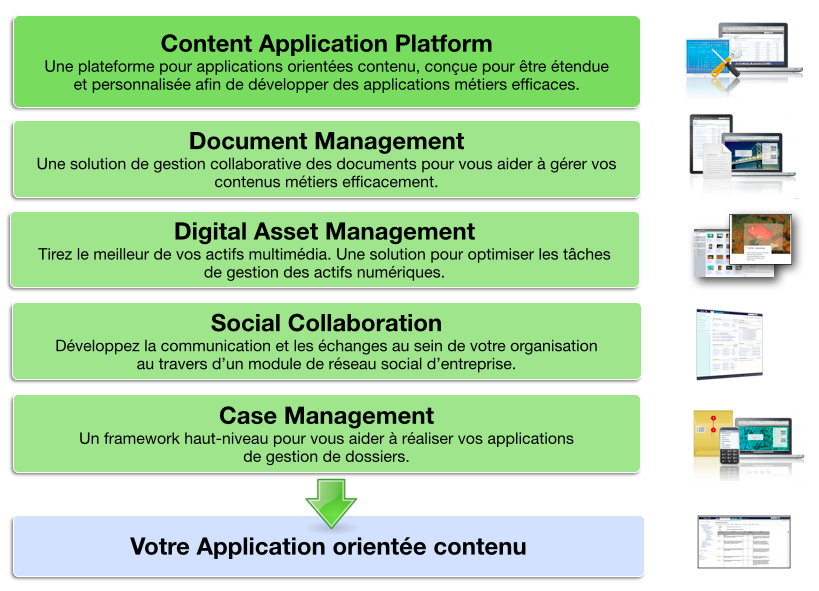 Content Application Platform
Une plateforme pour applications orientées contenu, conçue pour être étendue
et personnalisée afin de développer des applications métiers efficaces.
Document Management
Une solution de gestion collaborative des documents pour vous aider à gérer vos
contenus métiers efficacement.
Digital Asset Management
Tirez le meilleur de vos actifs multimédia. Une solution pour optimiser les tâches
de gestion des actifs numériques.
Social Collaboration
Développez la communication et les échanges au sein de votre organisation
au travers d’un module de réseau social d’entreprise.
Case Management
Un framework haut-niveau pour vous aider à réaliser vos applications
de gestion de dossiers.
Votre Application orientée contenu